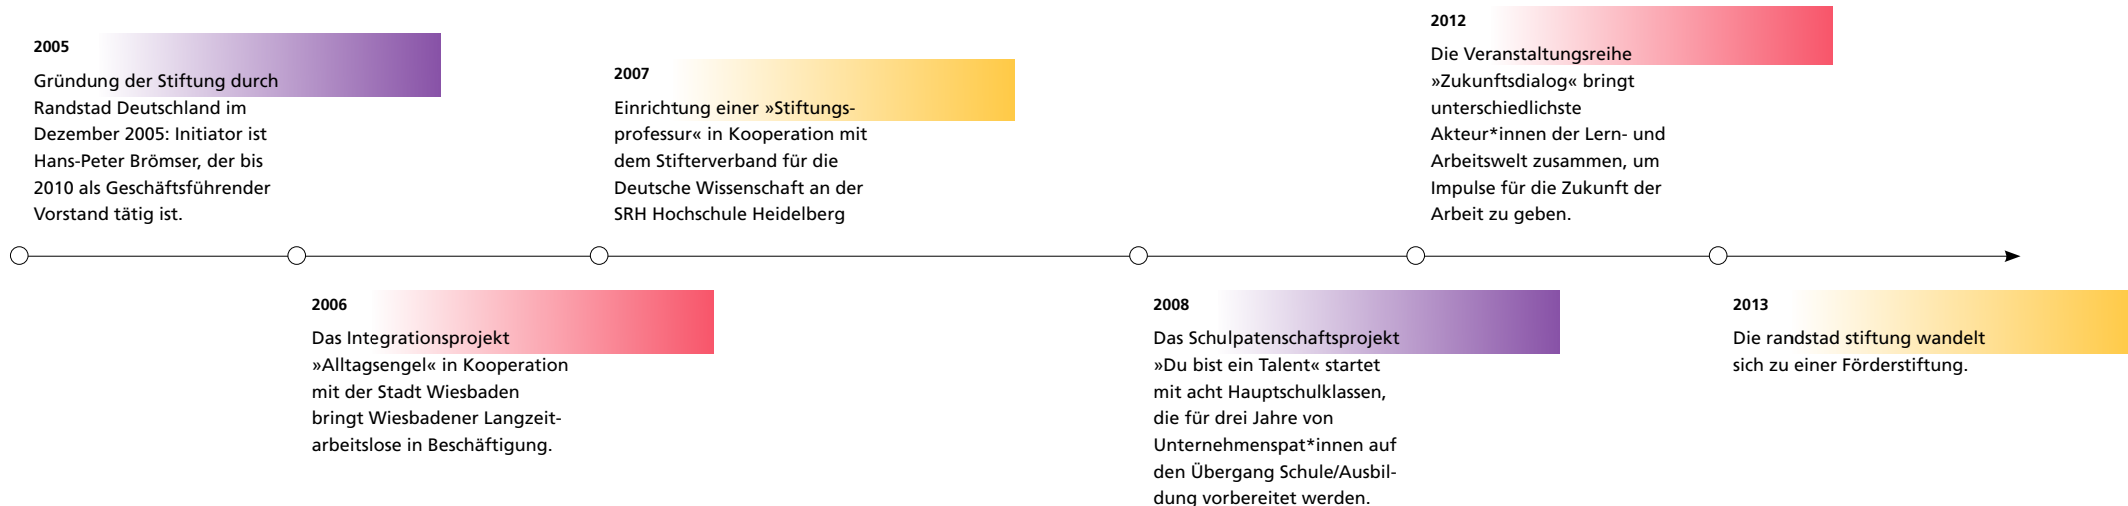 2005
Gründung der Stiftung durch
Randstad Deutschland im
Dezember 2005: Initiator ist
Hans-Peter Brömser, der bis
2010 als Geschäftsführender
Vorstand tätig ist.
2006
Das Integrationsprojekt
»Alltagsengel« in Kooperation
mit der Stadt Wiesbaden
bringt Wiesbadener Langzeit-
arbeitslose in Beschäftigung.
2007
Einrichtung einer »Stiftungs-
professur« in Kooperation mit
dem Stifterverband für die
Deutsche Wissenschaft an der
SRH Hochschule Heidelberg
2008
Das Schulpatenschaftsprojekt
»Du bist ein Talent« startet
mit acht Hauptschulklassen,
die für drei Jahre von
Unternehmenspat*innen auf
den Übergang Schule/Ausbil-
dung vorbereitet werden.
2012
Die Veranstaltungsreihe
»Zukunftsdialog« bringt
unterschiedlichste
Akteur*innen der Lern- und
Arbeitswelt zusammen, um
Impulse für die Zukunft der
Arbeit zu geben.
2013
Die randstad stiftung wandelt
sich zu einer Förderstiftung.